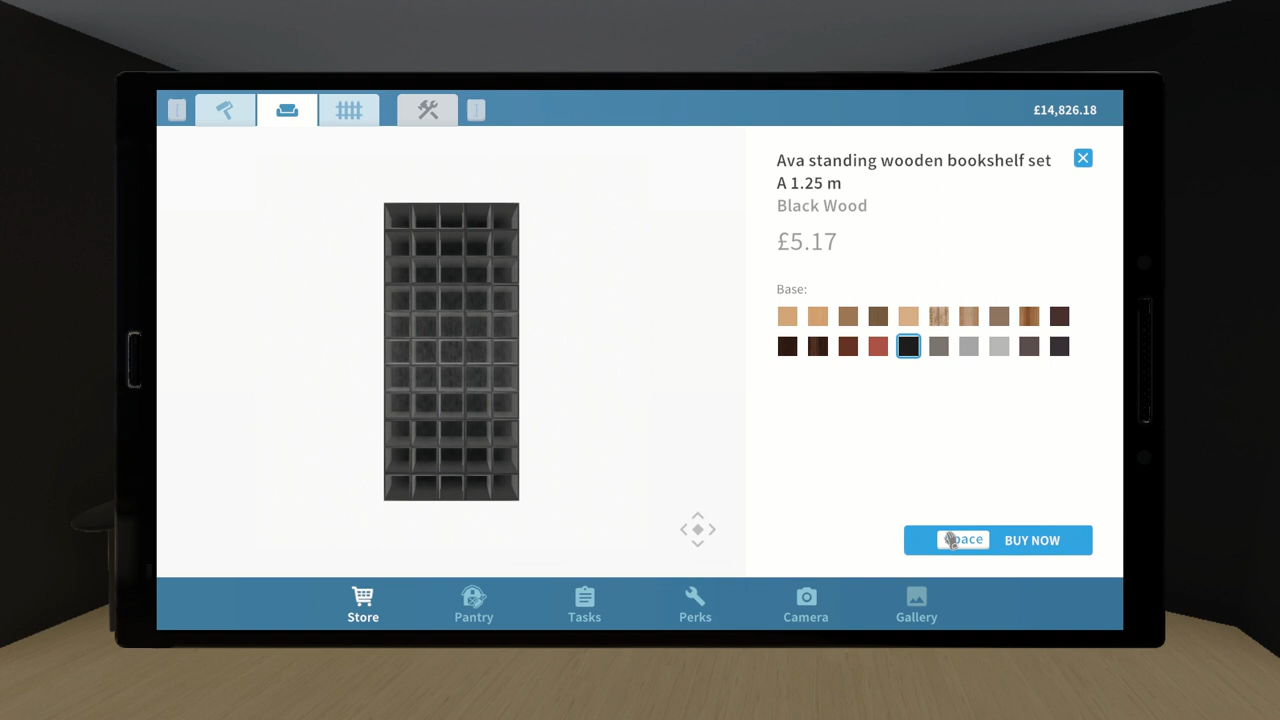 £14,826.18
Ava standing wooden bookshelf set
A 1.25 m
Black Wood
£5.17
Base:
BUY NOW
Store
Pantry
Tasks
Perks
Camera
Gallery